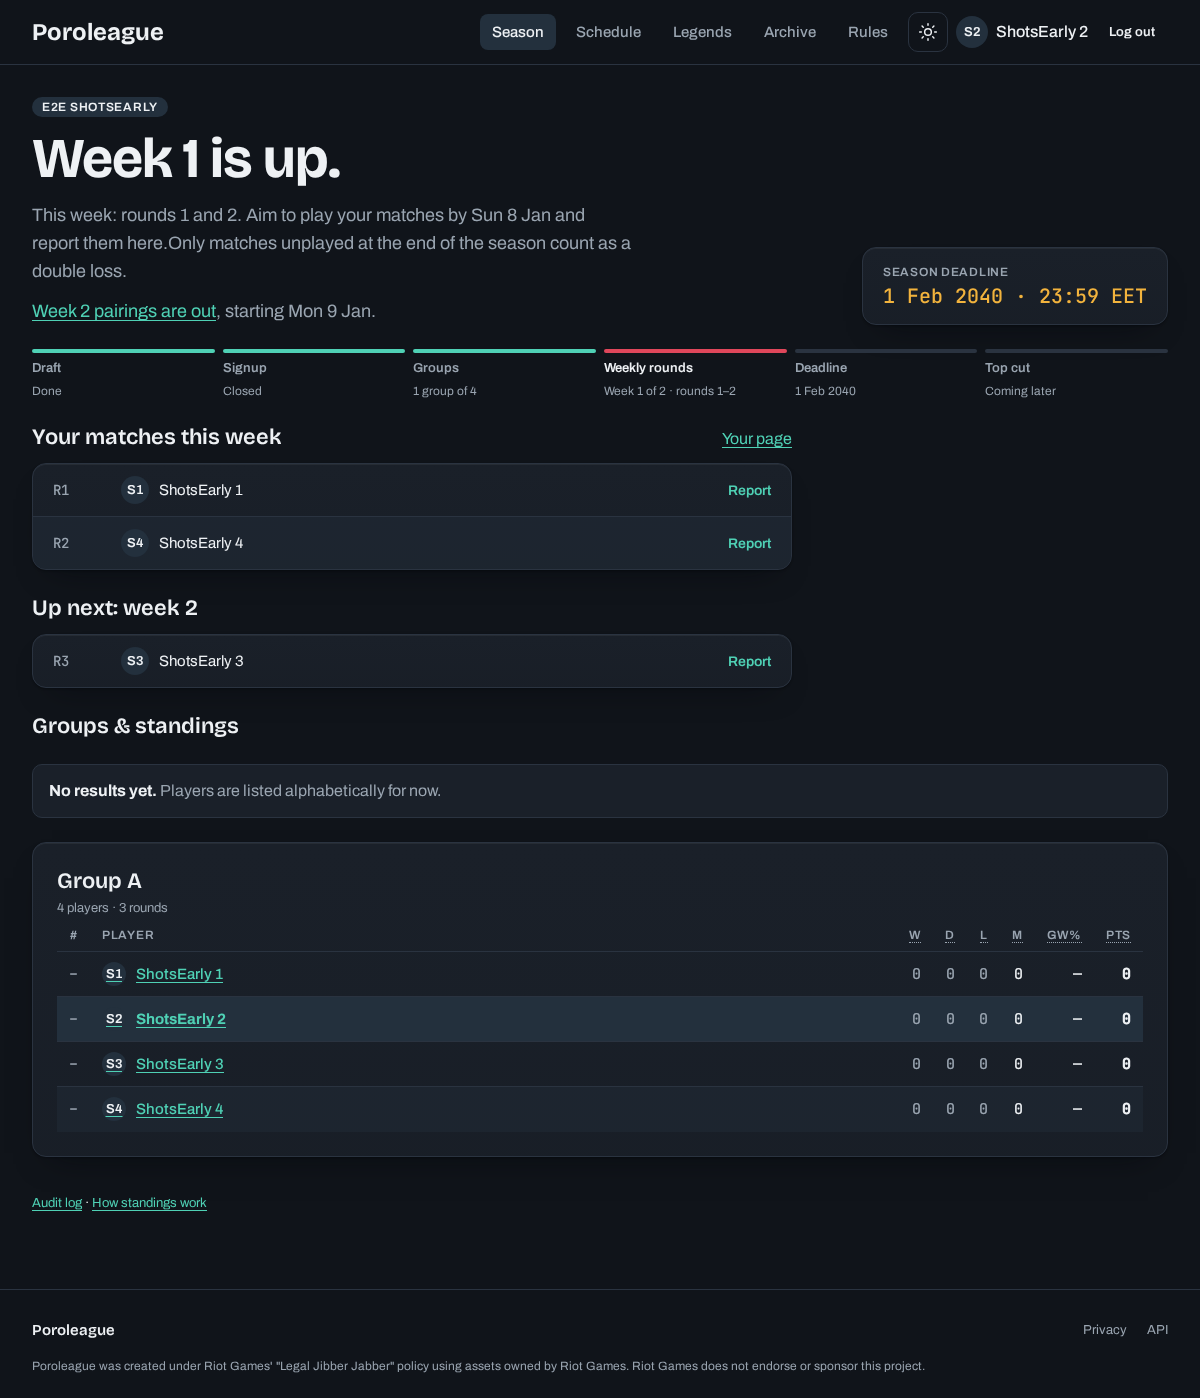 Poroleague
Season Schedule Legends Archive Rules S2 ShotsEarly 2 Log out
E2E SHOTSEARLY
Week 1 is up.
This week: rounds 1 and 2. Aim to play your matches by Sun 8 Jan and
report them here.Only matches unplayed at the end of the season count as a
double loss.
Week 2 pairings are out, starting Mon 9 Jan.
SEASON DEADLINE
1 Feb 2040 · 23:59 EET
Draft
Done
Signup
Closed
Groups
1 group of 4
Weekly rounds
Week 1 of 2 · rounds 1–2
Deadline
1 Feb 2040
Top cut
Coming later
Your matches this week
Your page
R1 S1 ShotsEarly 1 Report
R2 S4 ShotsEarly 4 Report
Up next: week 2
R3 S3 ShotsEarly 3 Report
Groups & standings
No results yet. Players are listed alphabetically for now.
Group A
4 players · 3 rounds
# PLAYER W D L M GW% PTS
– S1 ShotsEarly 1 0 0 0 0 — 0
– S2 ShotsEarly 2 0 0 0 0 — 0
– S3 ShotsEarly 3 0 0 0 0 — 0
– S4 ShotsEarly 4 0 0 0 0 — 0
Audit log · How standings work
Poroleague
Privacy API
Poroleague was created under Riot Games' "Legal Jibber Jabber" policy using assets owned by Riot Games. Riot Games does not endorse or sponsor this project.